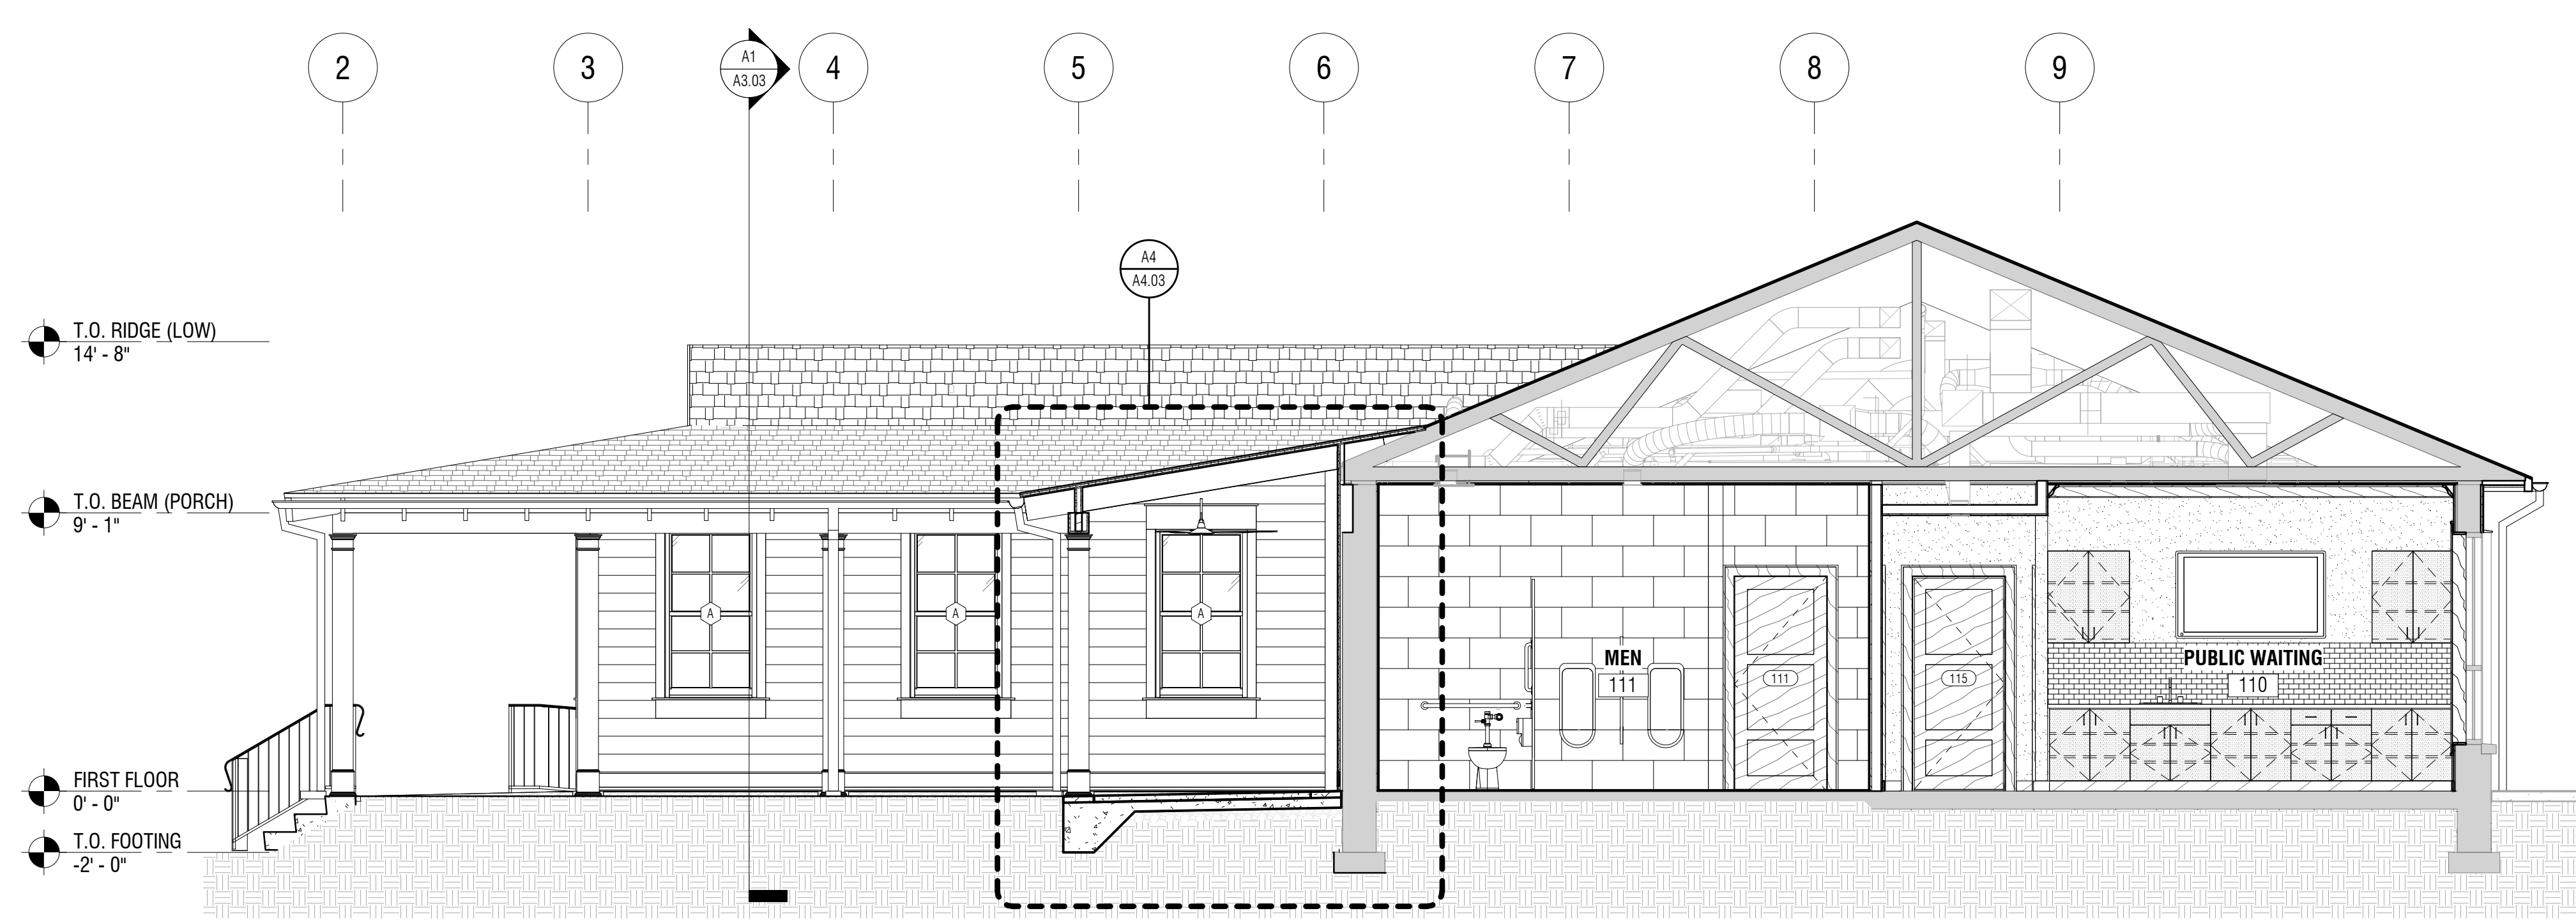 2
3
A1
A3.03
4
5
6
7
8
9
A4
A4.03
T.O. RIDGE (LOW)
14' - 8"
T.O. BEAM (PORCH)
9' - 1"
FIRST FLOOR
0' - 0"
T.O. FOOTING
-2' - 0"
A
A
A
MEN
111
111
115
PUBLIC WAITING
110